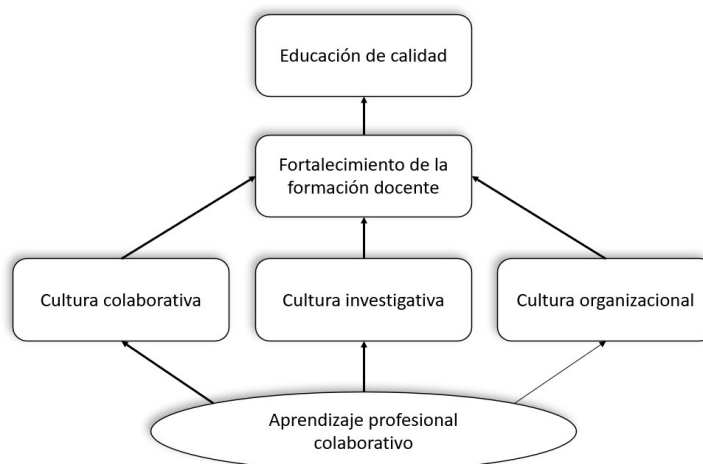 Educación de calidad
Fortalecimiento de la
formación docente
Cultura colaborativa
Cultura investigativa
Cultura organizacional
Aprendizaje profesional
colaborativo